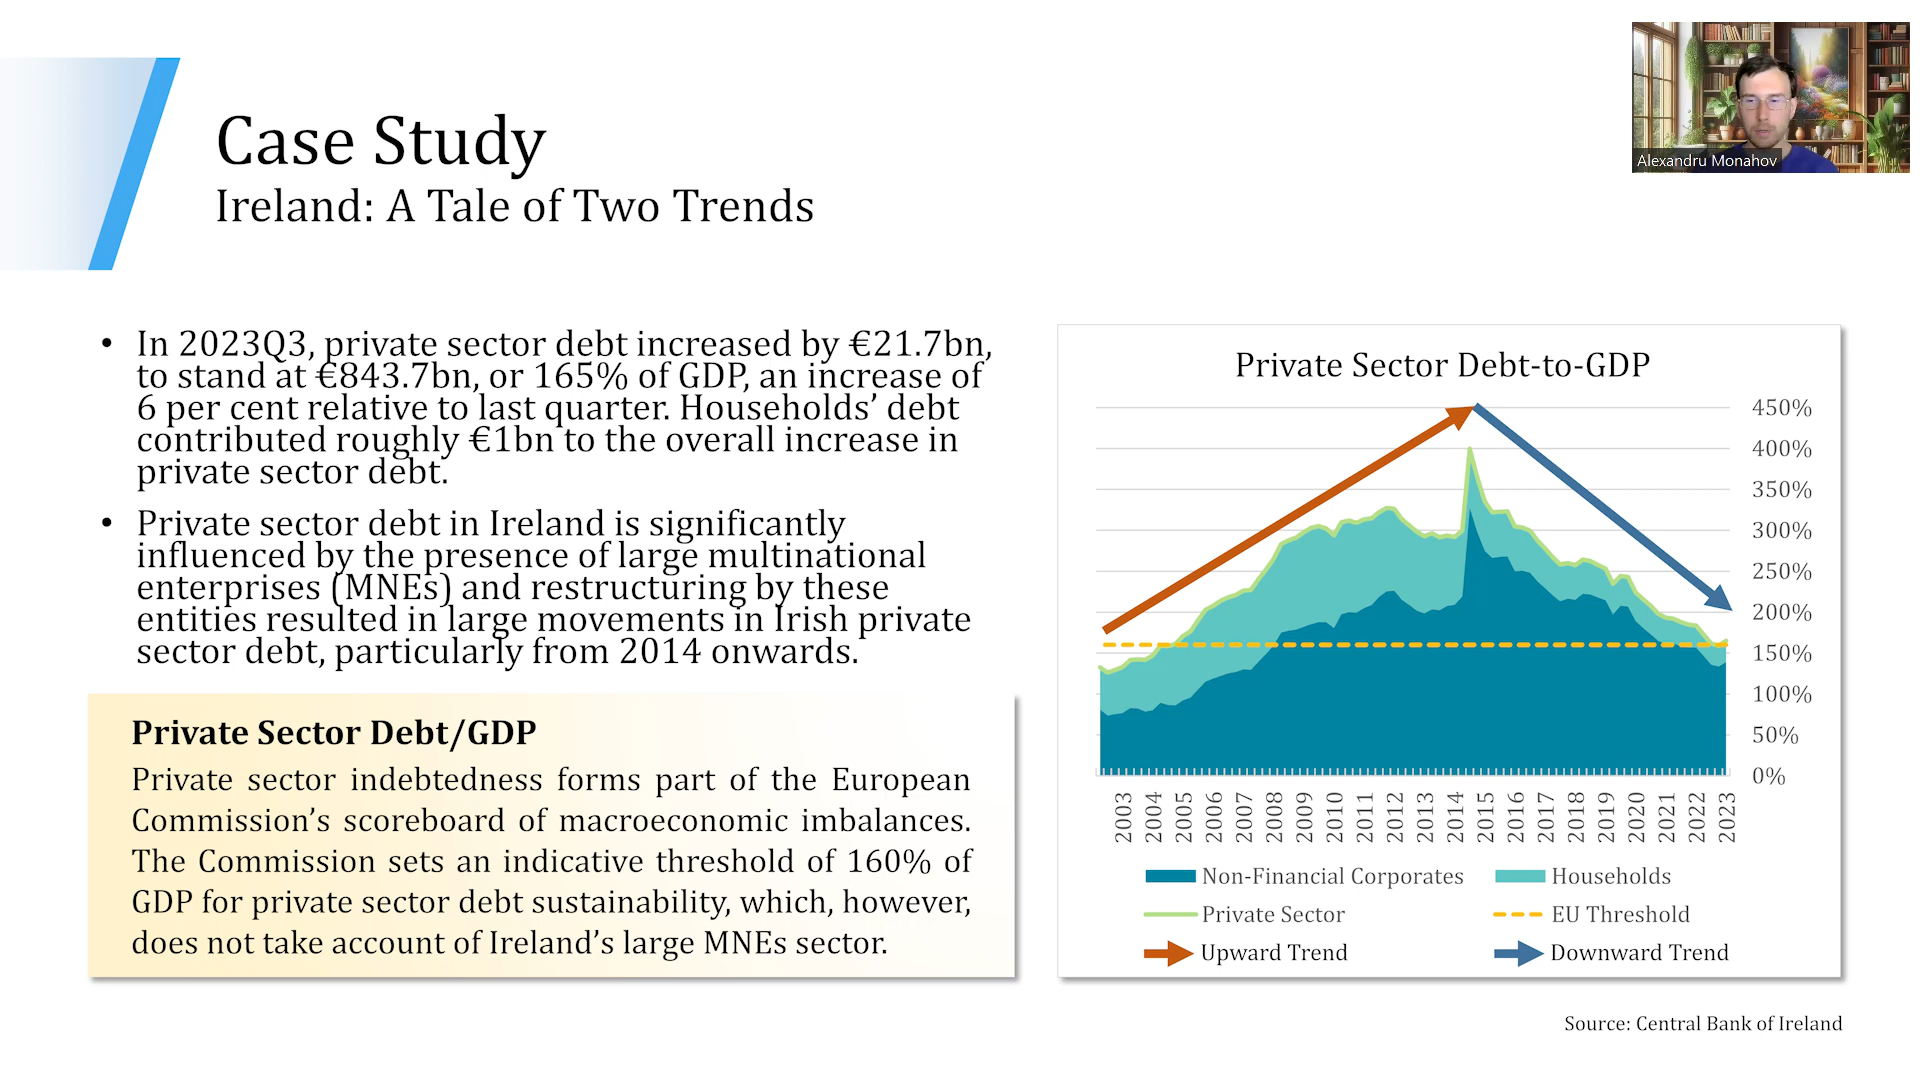 Alexandru Monahov
Case Study
Ireland: A Tale of Two Trends
• In 2023Q3, private sector debt increased by €21.7bn,
to stand at €843.7bn, or 165% of GDP, an increase of
6 per cent relative to last quarter. Households’ debt
contributed roughly €1bn to the overall increase in
private sector debt.
• Private sector debt in Ireland is significantly
influenced by the presence of large multinational
enterprises (MNEs) and restructuring by these
entities resulted in large movements in Irish private
sector debt, particularly from 2014 onwards.
Private Sector Debt/GDP
Private sector indebtedness forms part of the European
Commission’s scoreboard of macroeconomic imbalances.
The Commission sets an indicative threshold of 160% of
GDP for private sector debt sustainability, which, however,
does not take account of Ireland’s large MNEs sector.
Private Sector Debt-to-GDP
450%
400%
350%
300%
250%
200%
150%
100%
50%
0%
2003 2004 2005 2006 2007 2008 2009 2010 2011 2012 2013 2014 2015 2016 2017 2018 2019 2020 2021 2022 2023
Non-Financial Corporates Households
Private Sector EU Threshold
Upward Trend Downward Trend
Source: Central Bank of Ireland